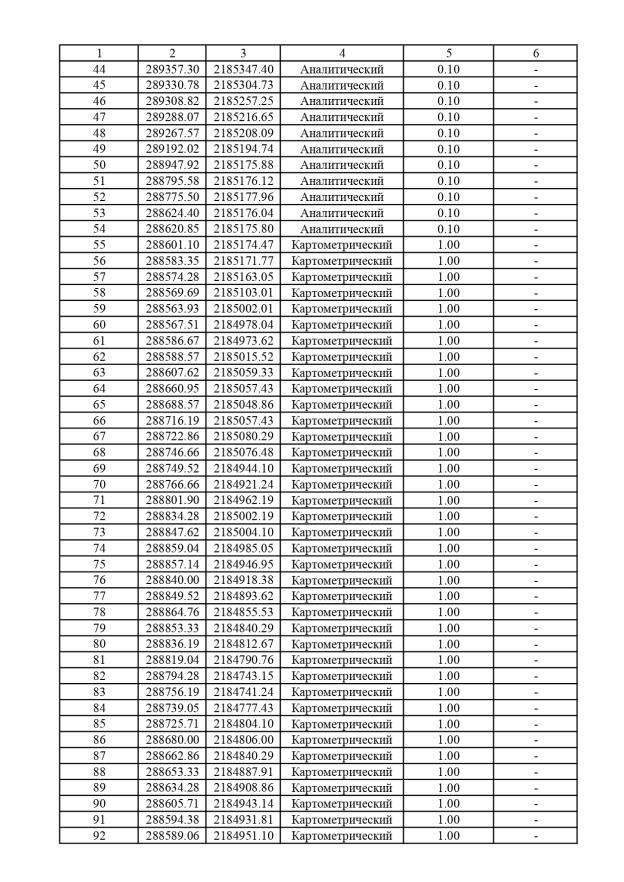 1 2 3 4 5 6
44 289357.30 2185347.40 Аналитический 0.10 -
45 289330.78 2185304.73 Аналитический 0.10 -
46 289308.82 2185257.25 Аналитический 0.10 -
47 289288.07 2185216.65 Аналитический 0.10 -
48 289267.57 2185208.09 Аналитический 0.10 -
49 289192.02 2185194.74 Аналитический 0.10 -
50 288947.92 2185175.88 Аналитический 0.10 -
51 288795.58 2185176.12 Аналитический 0.10 -
52 288775.50 2185177.96 Аналитический 0.10 -
53 288624.40 2185176.04 Аналитический 0.10 -
54 288620.85 2185175.80 Аналитический 0.10 -
55 288601.10 2185174.47 Картометрический 1.00 -
56 288583.35 2185171.77 Картометрический 1.00 -
57 288574.28 2185163.05 Картометрический 1.00 -
58 288569.69 2185103.01 Картометрический 1.00 -
59 288563.93 2185002.01 Картометрический 1.00 -
60 288567.51 2184978.04 Картометрический 1.00 -
61 288586.67 2184973.62 Картометрический 1.00 -
62 288588.57 2185015.52 Картометрический 1.00 -
63 288607.62 2185059.33 Картометрический 1.00 -
64 288660.95 2185057.43 Картометрический 1.00 -
65 288688.57 2185048.86 Картометрический 1.00 -
66 288716.19 2185057.43 Картометрический 1.00 -
67 288722.86 2185080.29 Картометрический 1.00 -
68 288746.66 2185076.48 Картометрический 1.00 -
69 288749.52 2184944.10 Картометрический 1.00 -
70 288766.66 2184921.24 Картометрический 1.00 -
71 288801.90 2184962.19 Картометрический 1.00 -
72 288834.28 2185002.19 Картометрический 1.00 -
73 288847.62 2185004.10 Картометрический 1.00 -
74 288859.04 2184985.05 Картометрический 1.00 -
75 288857.14 2184946.95 Картометрический 1.00 -
76 288840.00 2184918.38 Картометрический 1.00 -
77 288849.52 2184893.62 Картометрический 1.00 -
78 288864.76 2184855.53 Картометрический 1.00 -
79 288853.33 2184840.29 Картометрический 1.00 -
80 288836.19 2184812.67 Картометрический 1.00 -
81 288819.04 2184790.76 Картометрический 1.00 -
82 288794.28 2184743.15 Картометрический 1.00 -
83 288756.19 2184741.24 Картометрический 1.00 -
84 288739.05 2184777.43 Картометрический 1.00 -
85 288725.71 2184804.10 Картометрический 1.00 -
86 288680.00 2184806.00 Картометрический 1.00 -
87 288662.86 2184840.29 Картометрический 1.00 -
88 288653.33 2184887.91 Картометрический 1.00 -
89 288634.28 2184908.86 Картометрический 1.00 -
90 288605.71 2184943.14 Картометрический 1.00 -
91 288594.38 2184931.81 Картометрический 1.00 -
92 288589.06 2184951.10 Картометрический 1.00 -